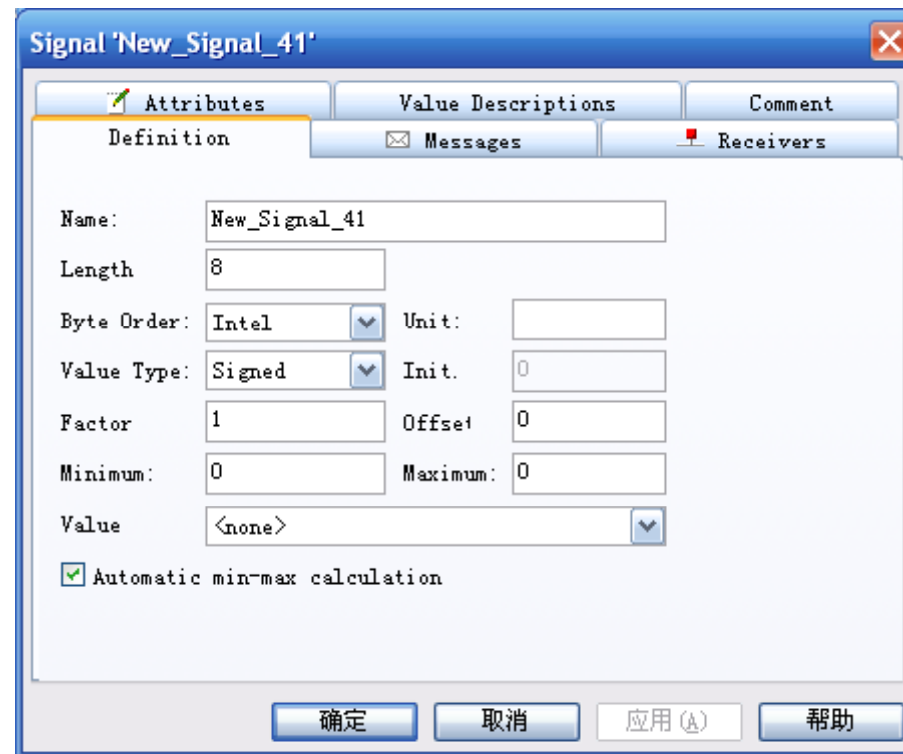 Signal 'New_Signal_41'
Attributes Value Descriptions Comment
Definition Messages Receivers
Name: New_Signal_41
Length 8
Byte Order: Intel Unit:
Value Type: Signed Init. 0
Factor 1 Offset 0
Minimum: 0 Maximum: 0
Value <none>
Automatic min-max calculation
确定 取消 应用(A) 帮助